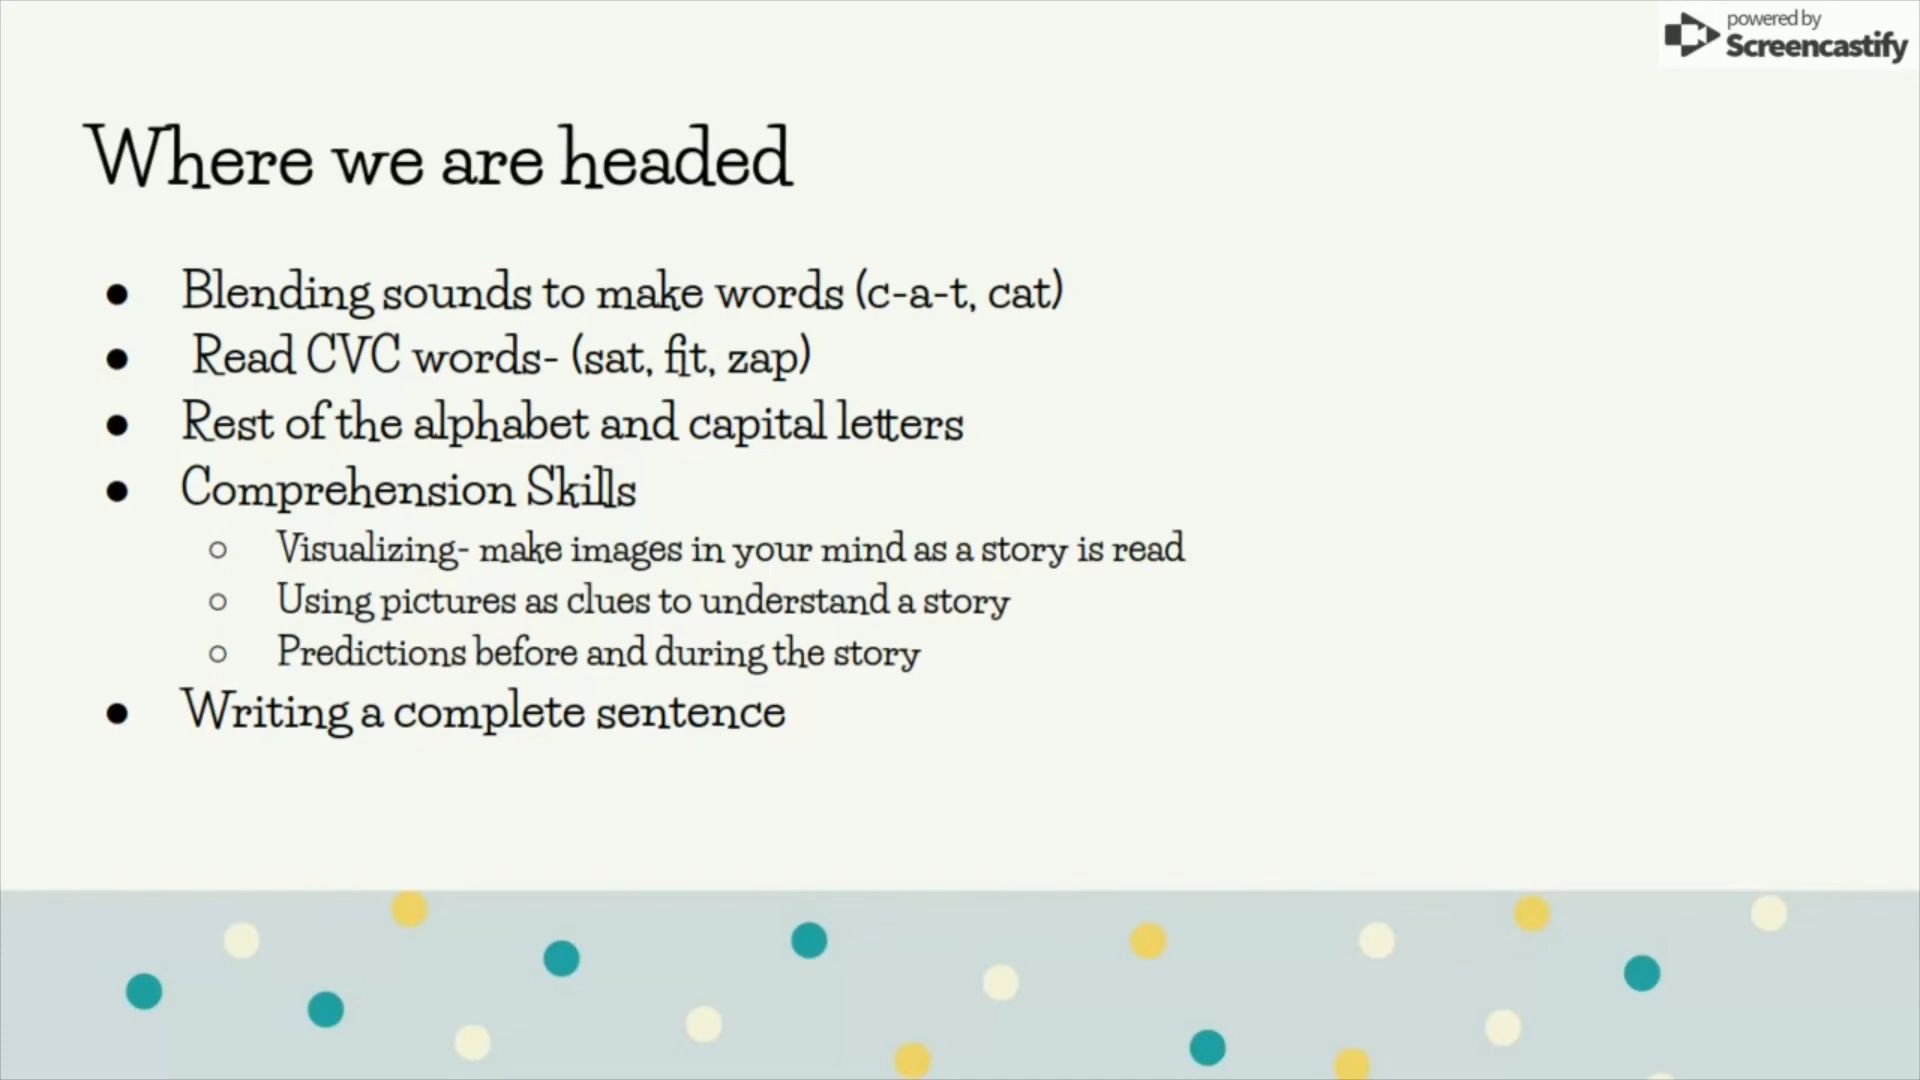 powered by
Screencastify
Where we are headed
● Blending sounds to make words (c-a-t, cat)
● Read CVC words- (sat, fit, zap)
● Rest of the alphabet and capital letters
● Comprehension Skills
○ Visualizing- make images in your mind as a story is read
○ Using pictures as clues to understand a story
○ Predictions before and during the story
● Writing a complete sentence